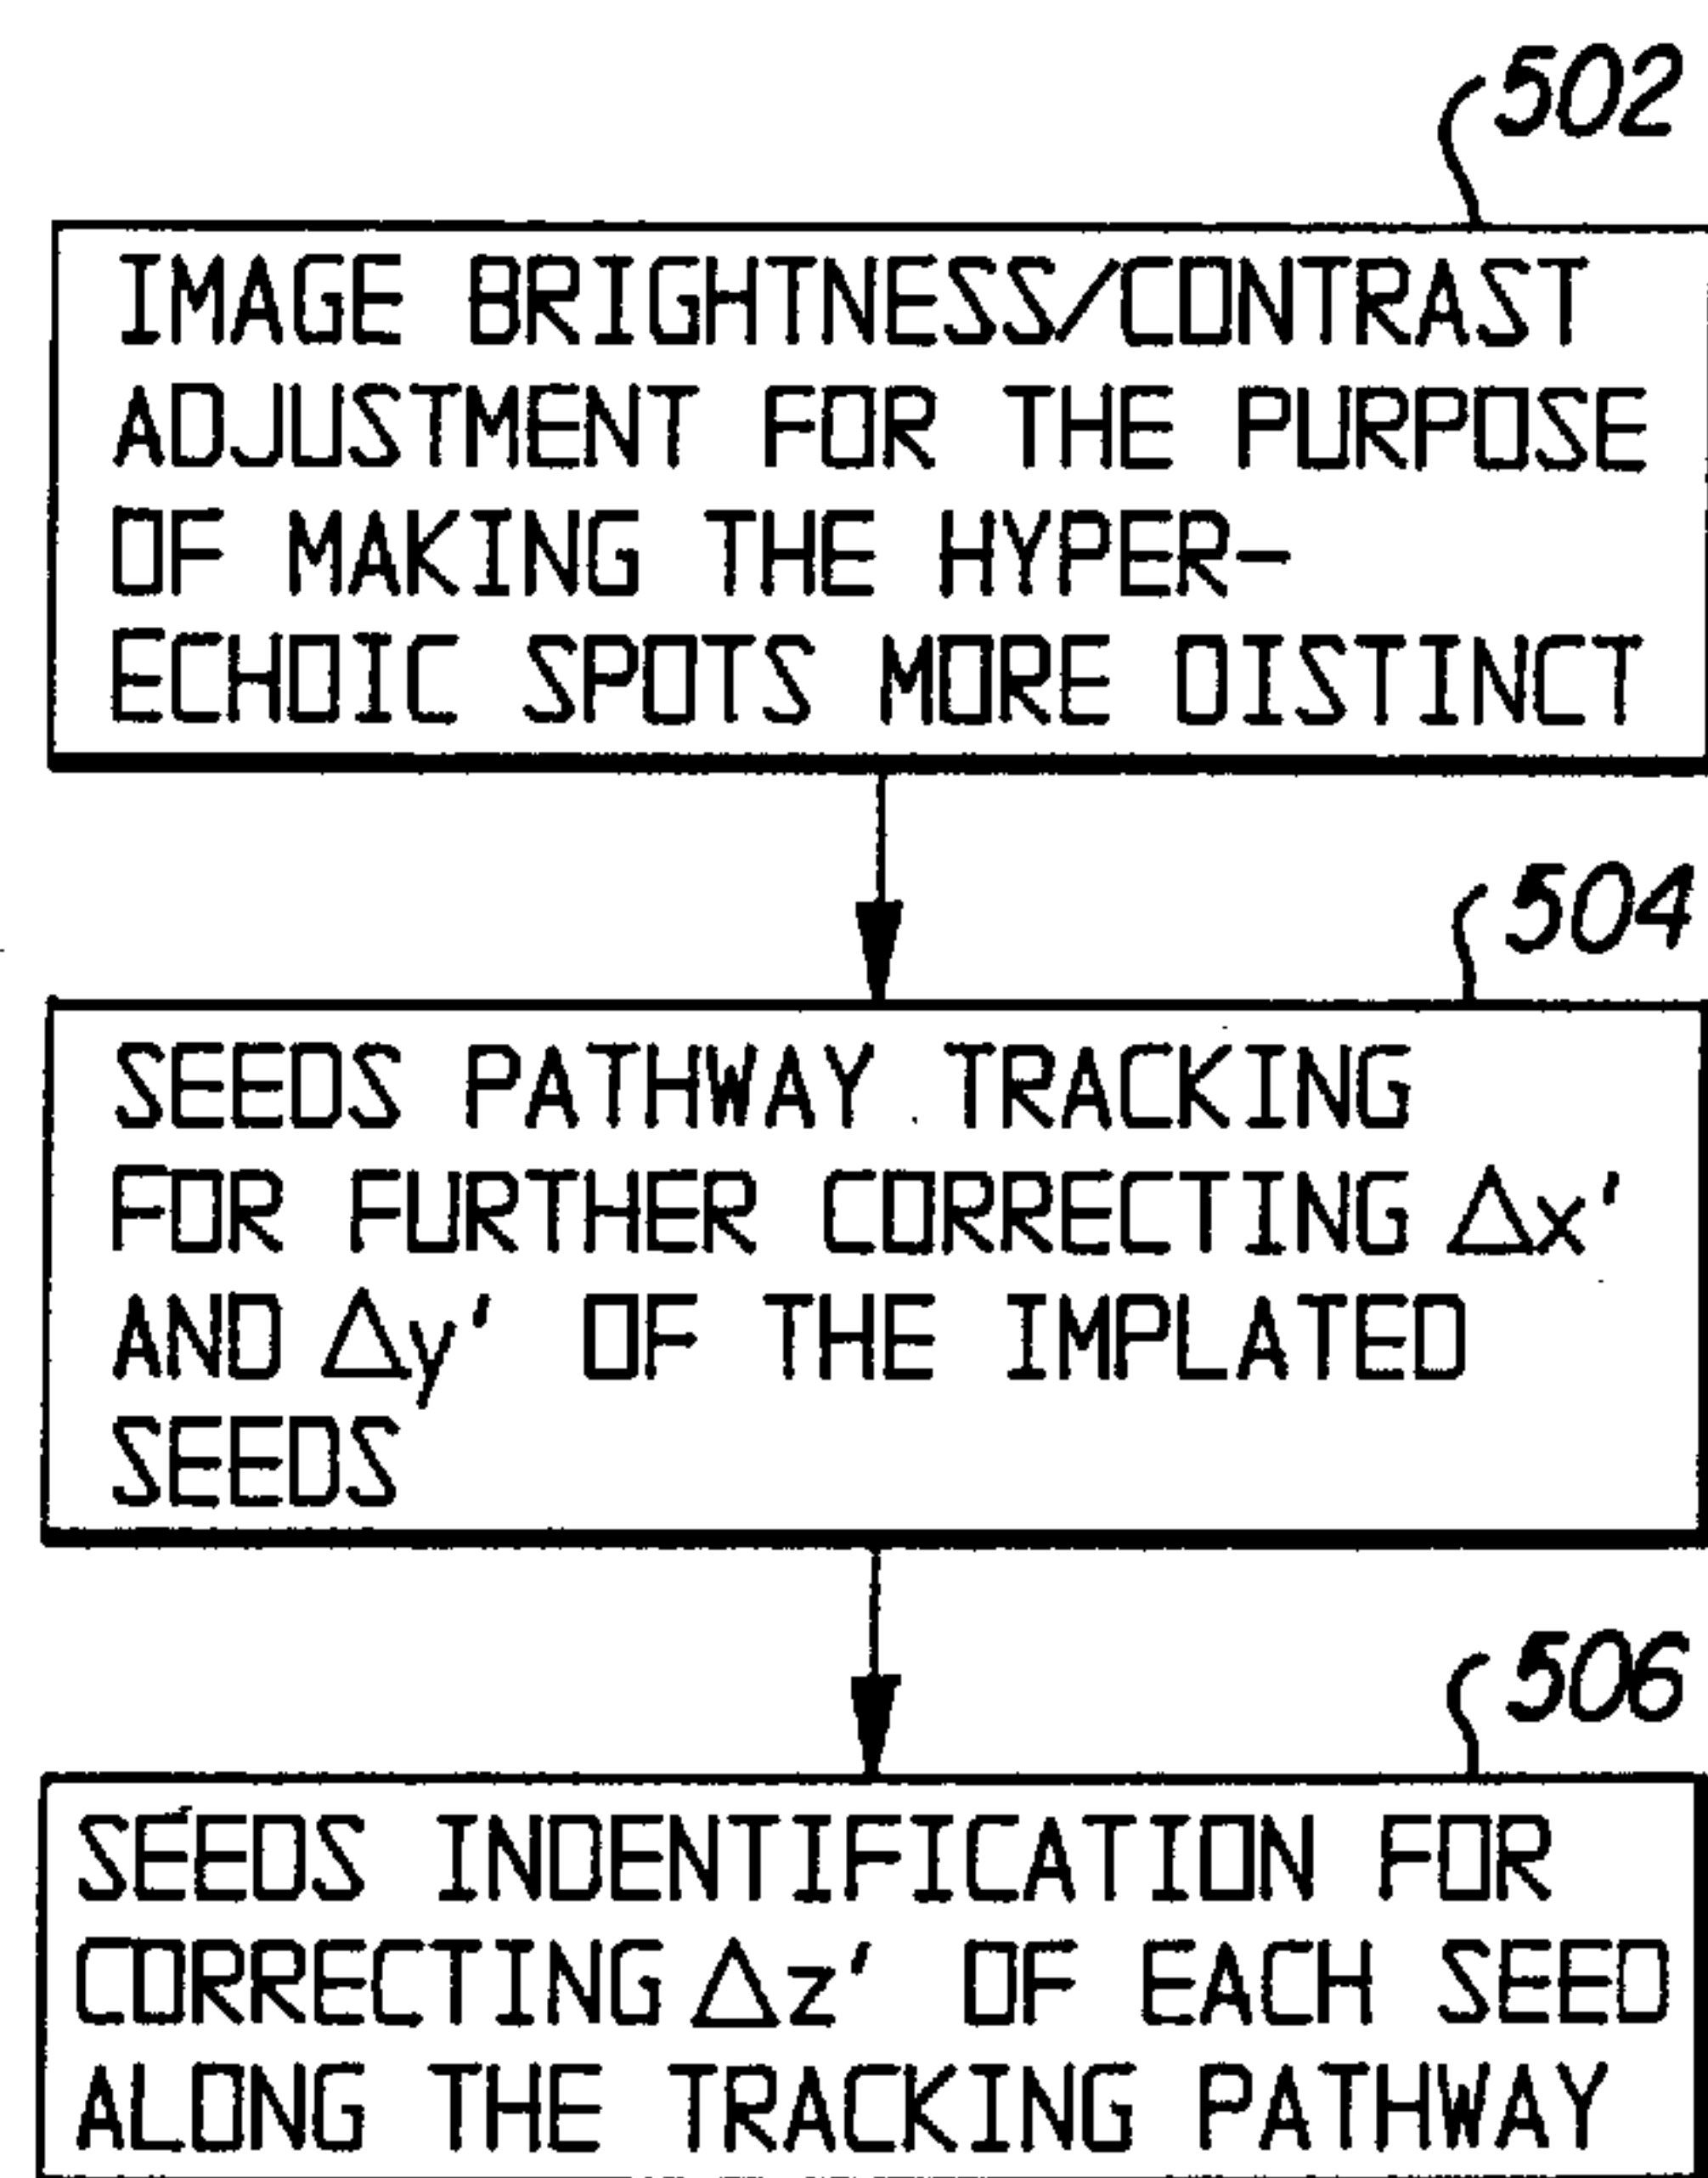 502
IMAGE BRIGHTNESS/CONTRAST
ADJUSTMENT FOR THE PURPOSE
OF MAKING THE HYPER-
ECHOIC SPOTS MORE DISTINCT
504
SEEDS PATHWAY TRACKING
FOR FURTHER CORRECTING Δx'
AND Δy' OF THE IMPLATED
SEEDS
506
SEEDS INDENTIFICATION FOR
CORRECTING Δz' OF EACH SEED
ALONG THE TRACKING PATHWAY